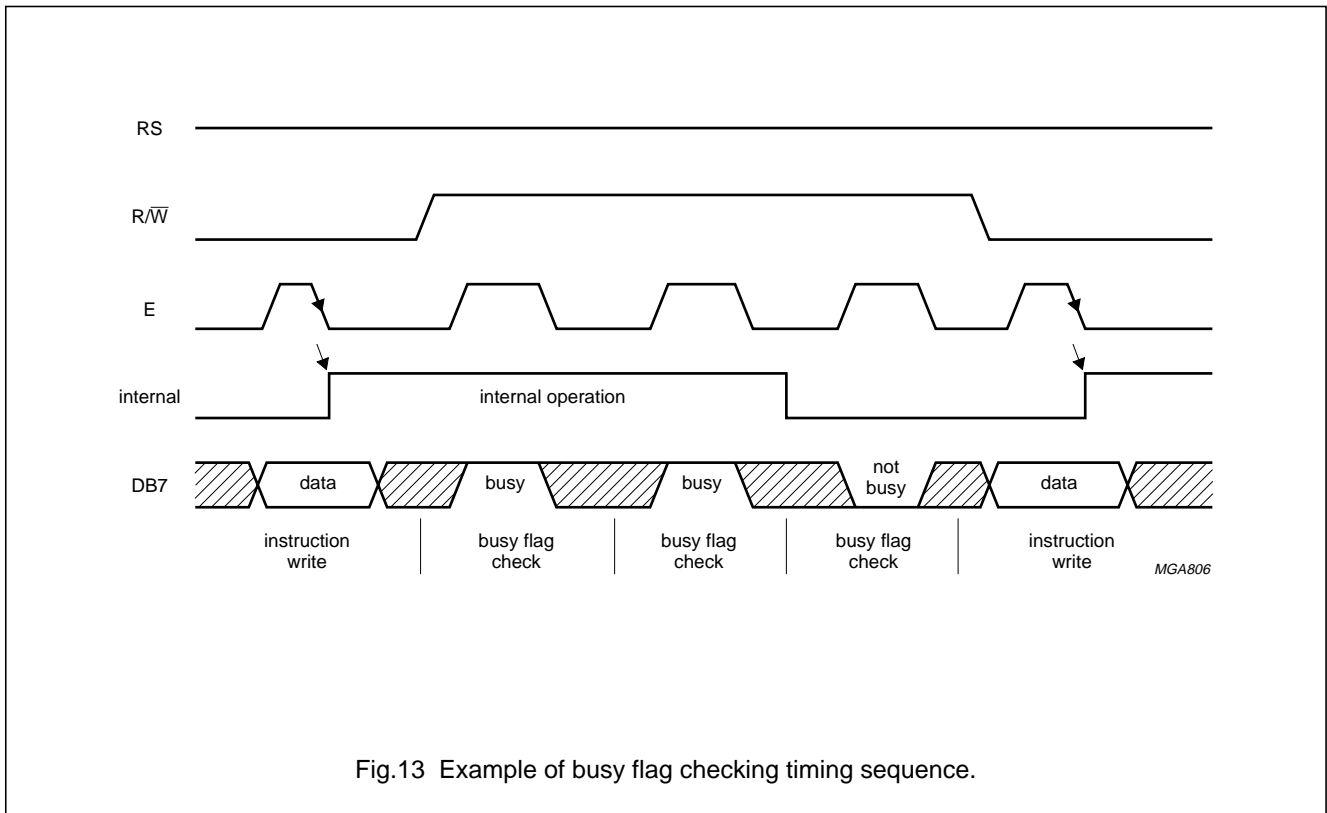 RS
R/W̅
E
internal
internal operation
DB7
data
busy
busy
not
busy
data
instruction
write
busy flag
check
busy flag
check
busy flag
check
instruction
write
MGA806
Fig.13 Example of busy flag checking timing sequence.